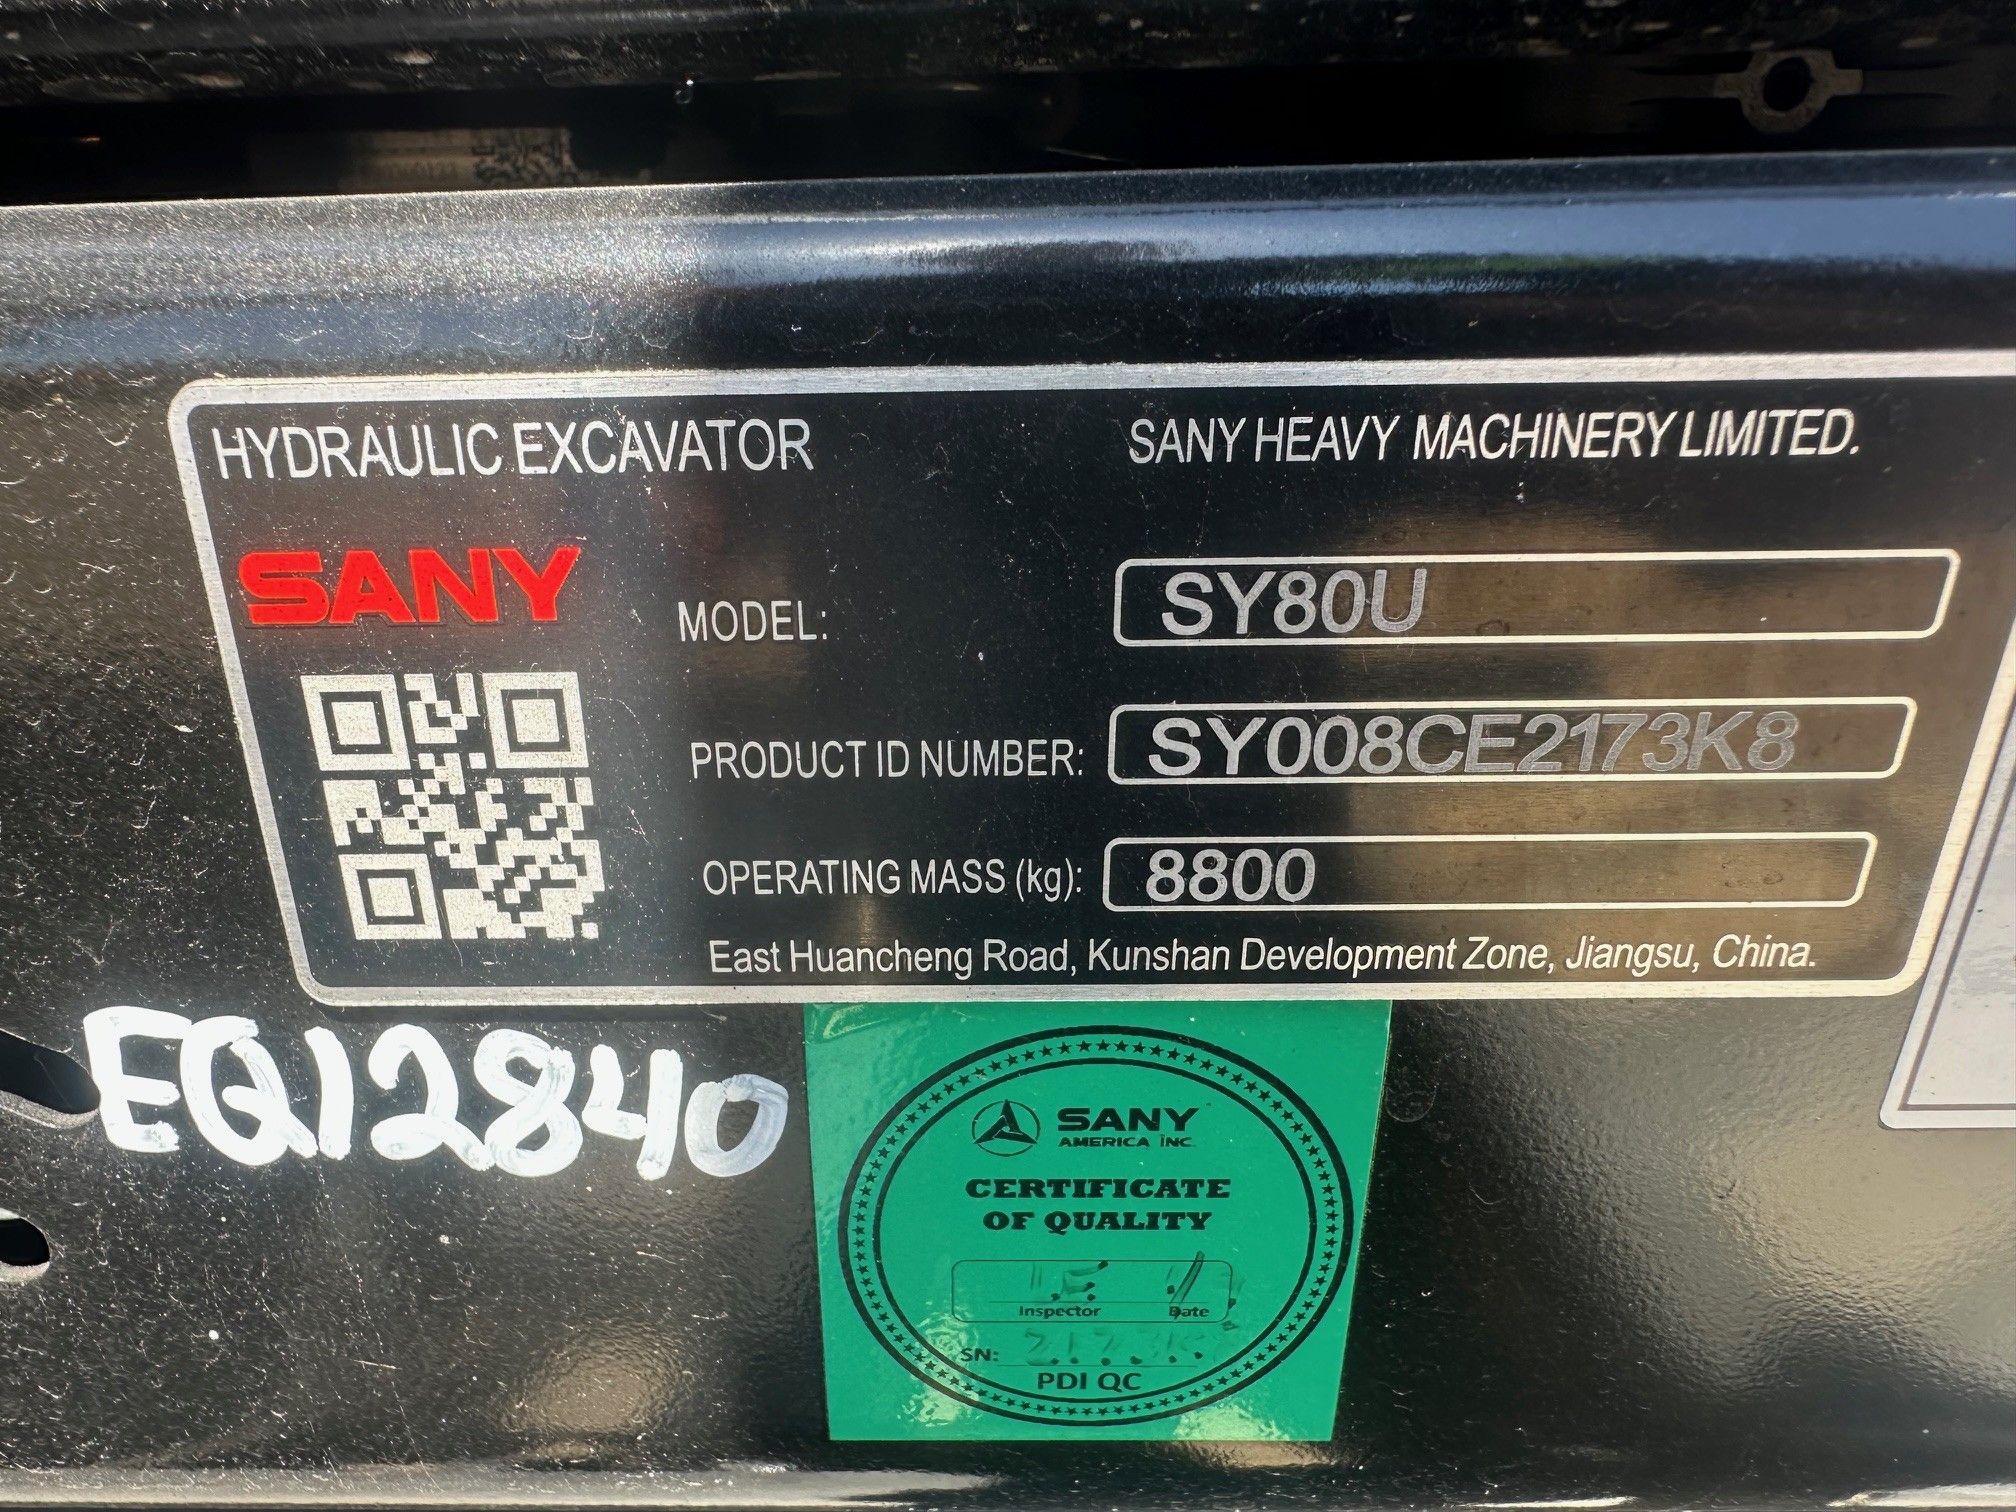 HYDRAULIC EXCAVATOR
SANY HEAVY MACHINERY LIMITED.
SANY
MODEL: SY80U
PRODUCT ID NUMBER: SY008CE2173K8
OPERATING MASS (kg): 8800
East Huancheng Road, Kunshan Development Zone, Jiangsu, China.
EQ12840
SANY
AMERICA INC.
CERTIFICATE
OF QUALITY
Inspector Date
SN:
PDI QC